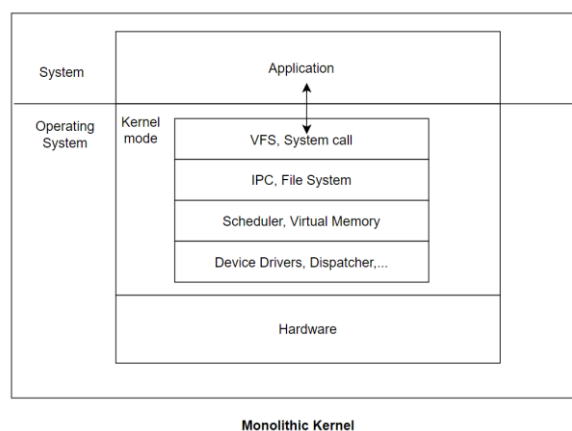 System
Application
Operating
System
Kernel
mode
VFS, System call
IPC, File System
Scheduler, Virtual Memory
Device Drivers, Dispatcher,...
Hardware
Monolithic Kernel